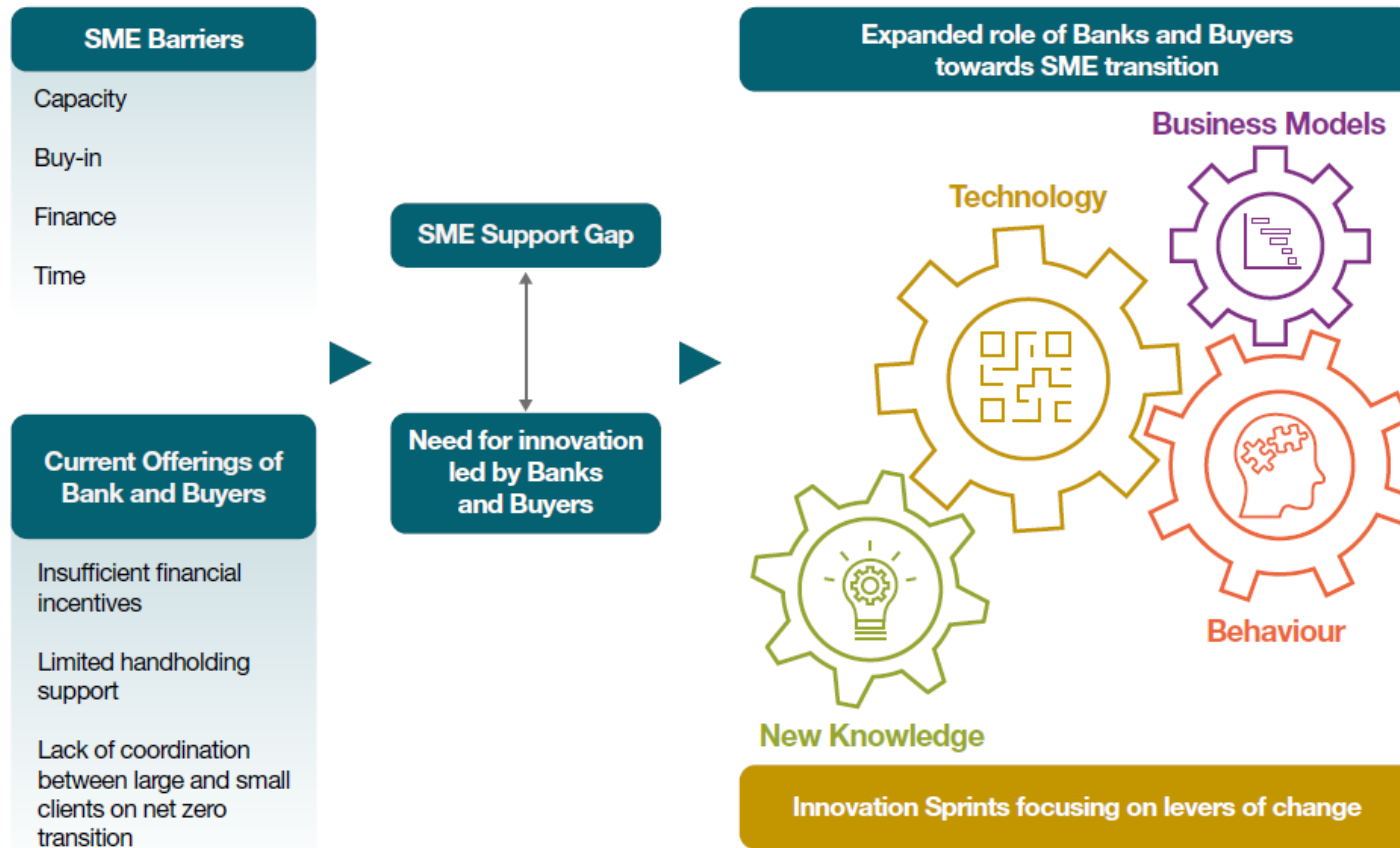 SME Barriers
Capacity
Buy-in
Finance
Time
Current Offerings of
Bank and Buyers
Insufficient financial
incentives
Limited handholding
support
Lack of coordination
between large and small
clients on net zero
transition
SME Support Gap
Need for innovation
led by Banks
and Buyers
Expanded role of Banks and Buyers
towards SME transition
Business Models
Technology
Behaviour
New Knowledge
Innovation Sprints focusing on levers of change